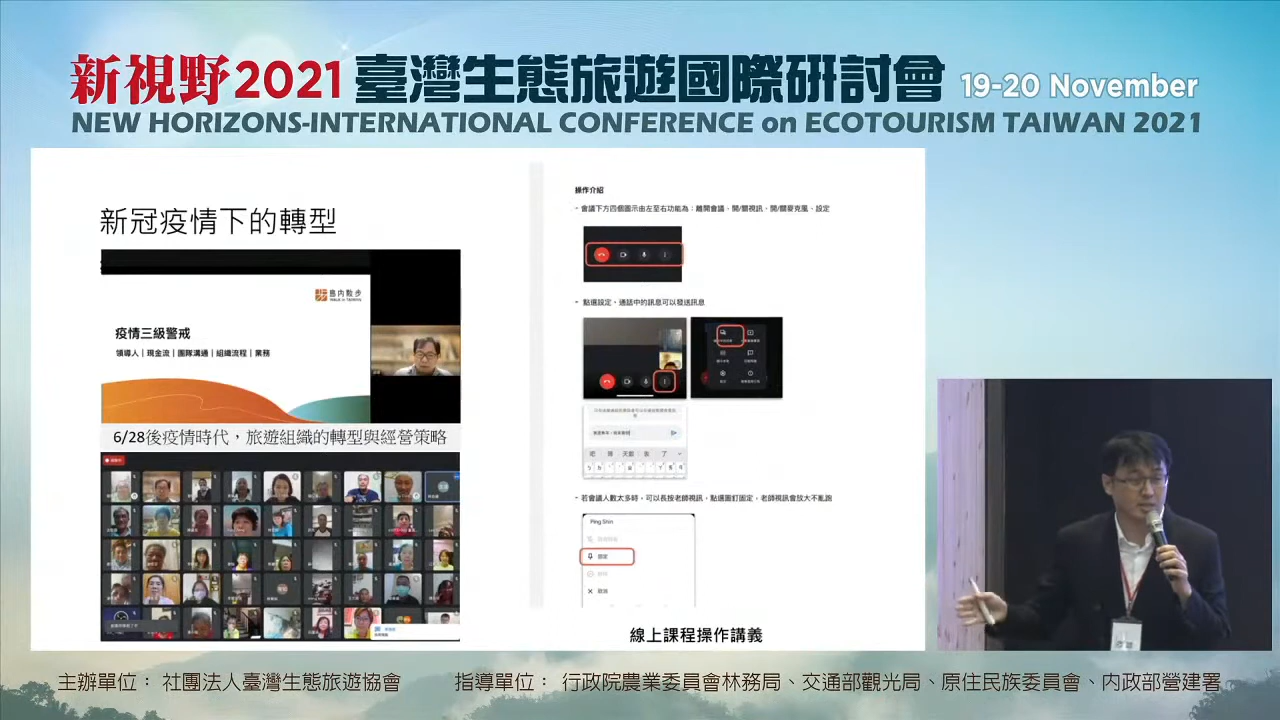 新視野2021臺灣生態旅遊國際研討會 19-20 November
NEW HORIZONS-INTERNATIONAL CONFERENCE on ECOTOURISM TAIWAN 2021
新冠疫情下的轉型
島內散步
WALK in TAIWAN
疫情三級警戒
領導人|現金流|團隊溝通|組織流程|業務
6/28後疫情時代，旅遊組織的轉型與經營策略
操作介紹
- 會議下方四個圖示由左至右功能為：離開會議、開/關視訊、開/關麥克風、設定
- 點選設定，通話中的訊息可以發送訊息
- 若會議人數太多時，可以長按老師視訊，點選圖釘固定，老師視訊會放大不亂跑
Ping Shin
固定
取消
線上課程操作講義
主辦單位： 社團法人臺灣生態旅遊協會
指導單位： 行政院農業委員會林務局、交通部觀光局、原住民族委員會、內政部營建署